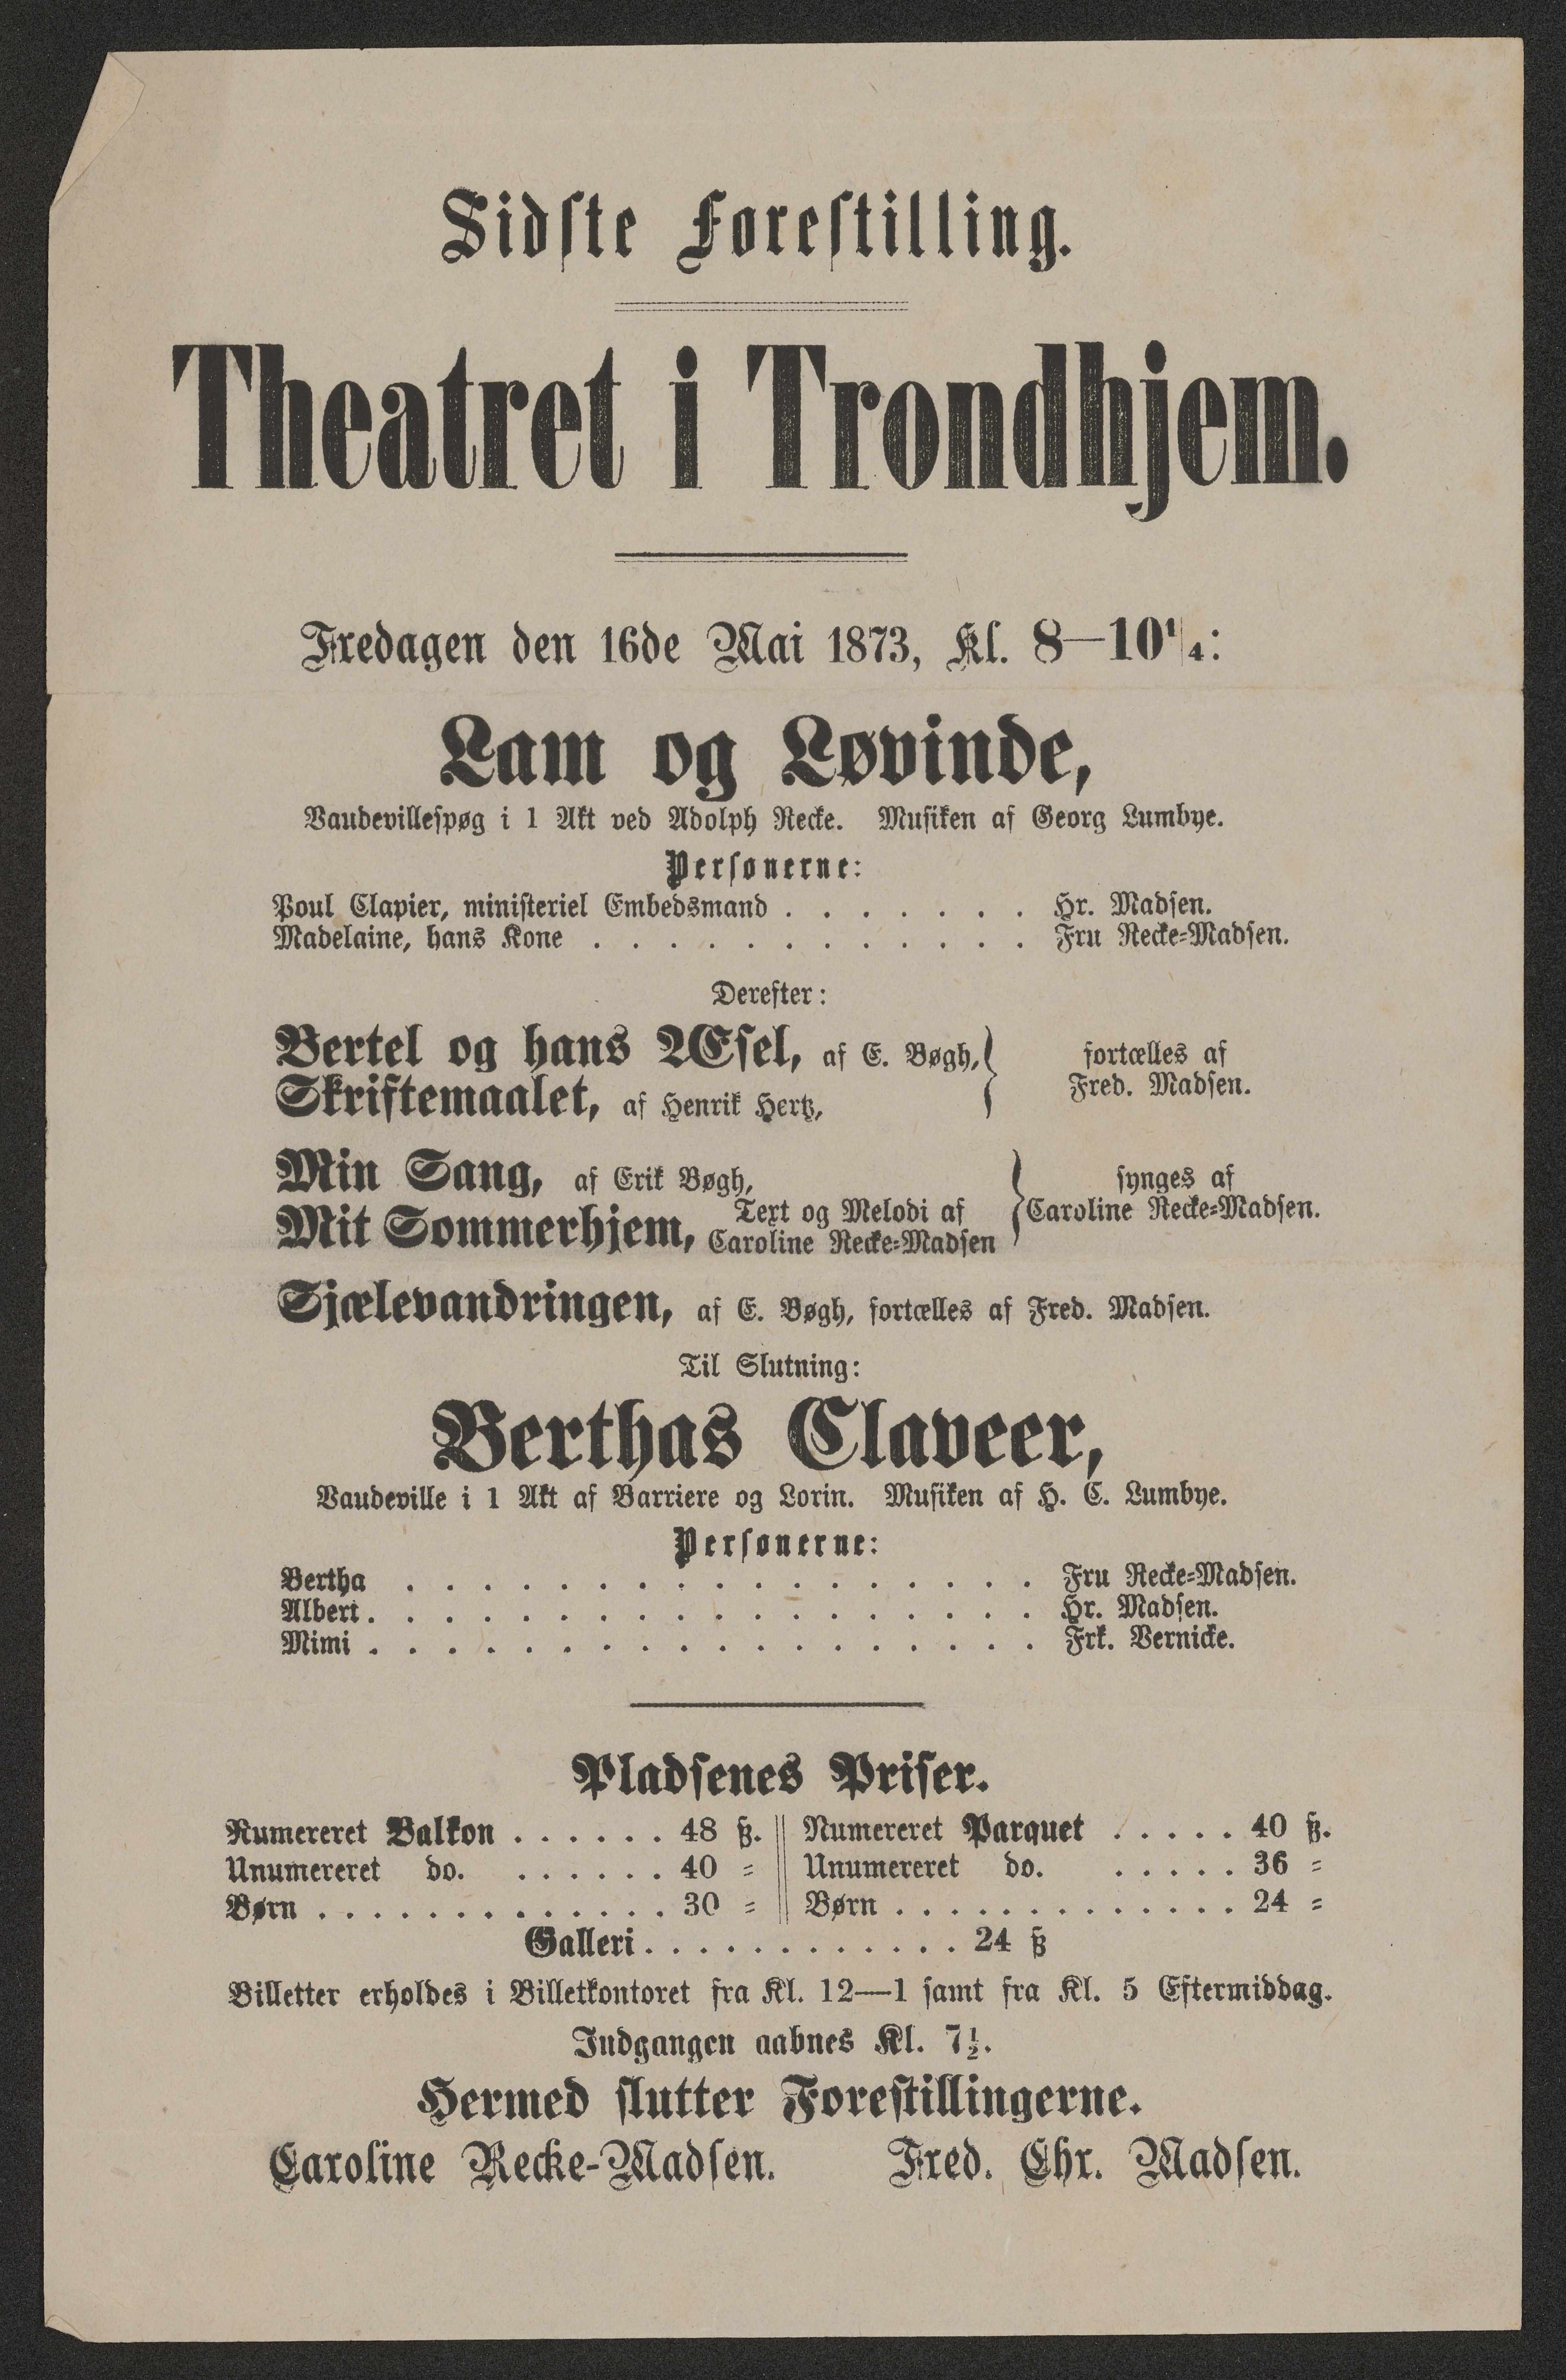 Sidste Forestilling.
Theatret i Trondhjem.
Fredagen den 16de Mai 1873, Kl. 8—10¼:
Lam og Løvinde,
Vaudevillespøg i 1 Akt ved Adolph Recke. Musiken af Georg Lumbye.
Personerne:
Poul Clapier, ministeriel Embedsmand . . . . . . . Hr. Madsen.
Madelaine, hans Kone . . . . . . . . . . . . Fru Recke-Madsen.
Derefter:
Bertel og hans Æsel, af E. Bøgh,
Skriftemaalet, af Henrik Hertz,
fortælles af
Fred. Madsen.
Min Sang, af Erik Bøgh,
Mit Sommerhjem, Text og Melodi af
Caroline Recke-Madsen
synges af
Caroline Recke-Madsen.
Sjælevandringen, af E. Bøgh, fortælles af Fred. Madsen.
Til Slutning:
Berthas Claveer,
Vaudeville i 1 Akt af Barriere og Lorin. Musiken af H. C. Lumbye.
Personerne:
Bertha . . . . . . . . . . . . . . . . . Fru Recke-Madsen.
Albert . . . . . . . . . . . . . . . . . . Hr. Madsen.
Mimi . . . . . . . . . . . . . . . . . . Frk. Vernicke.
Pladsenes Priser.
Numereret Balkon . . . . . . 48 ß. || Numereret Parquet . . . . . 40 ß.
Unumereret do. . . . . . . 40 = || Unumereret do. . . . . . 36 =
Børn . . . . . . . . . . . . . 30 = || Børn . . . . . . . . . . . . . 24 =
Galleri . . . . . . . . . . . . 24 ß
Billetter erholdes i Billetkontoret fra Kl. 12—1 samt fra Kl. 5 Eftermiddag.
Indgangen aabnes Kl. 7½.
Hermed slutter Forestillingerne.
Caroline Recke-Madsen. Fred. Chr. Madsen.